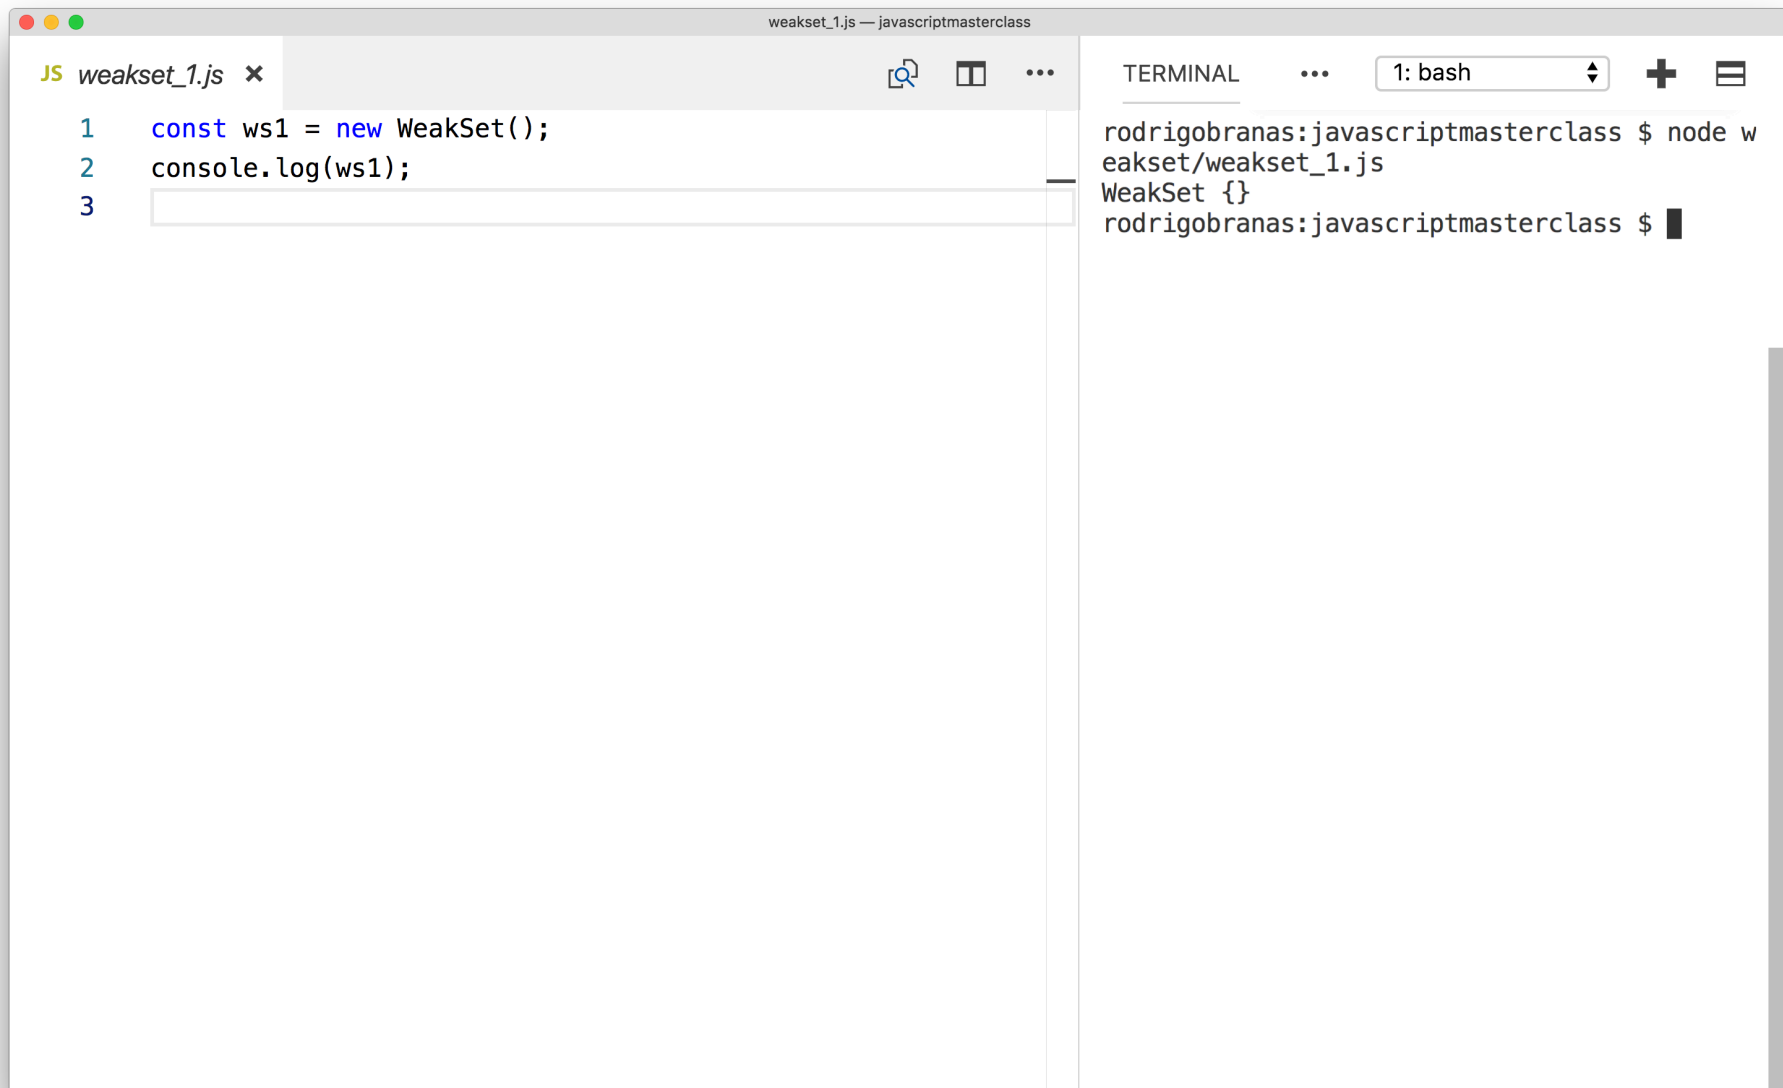 weakset_1.js — javascriptmasterclass
JS weakset_1.js
TERMINAL
1: bash
1 const ws1 = new WeakSet();
2 console.log(ws1);
3
rodrigobranas:javascriptmasterclass $ node w
eakset/weakset_1.js
WeakSet {}
rodrigobranas:javascriptmasterclass $